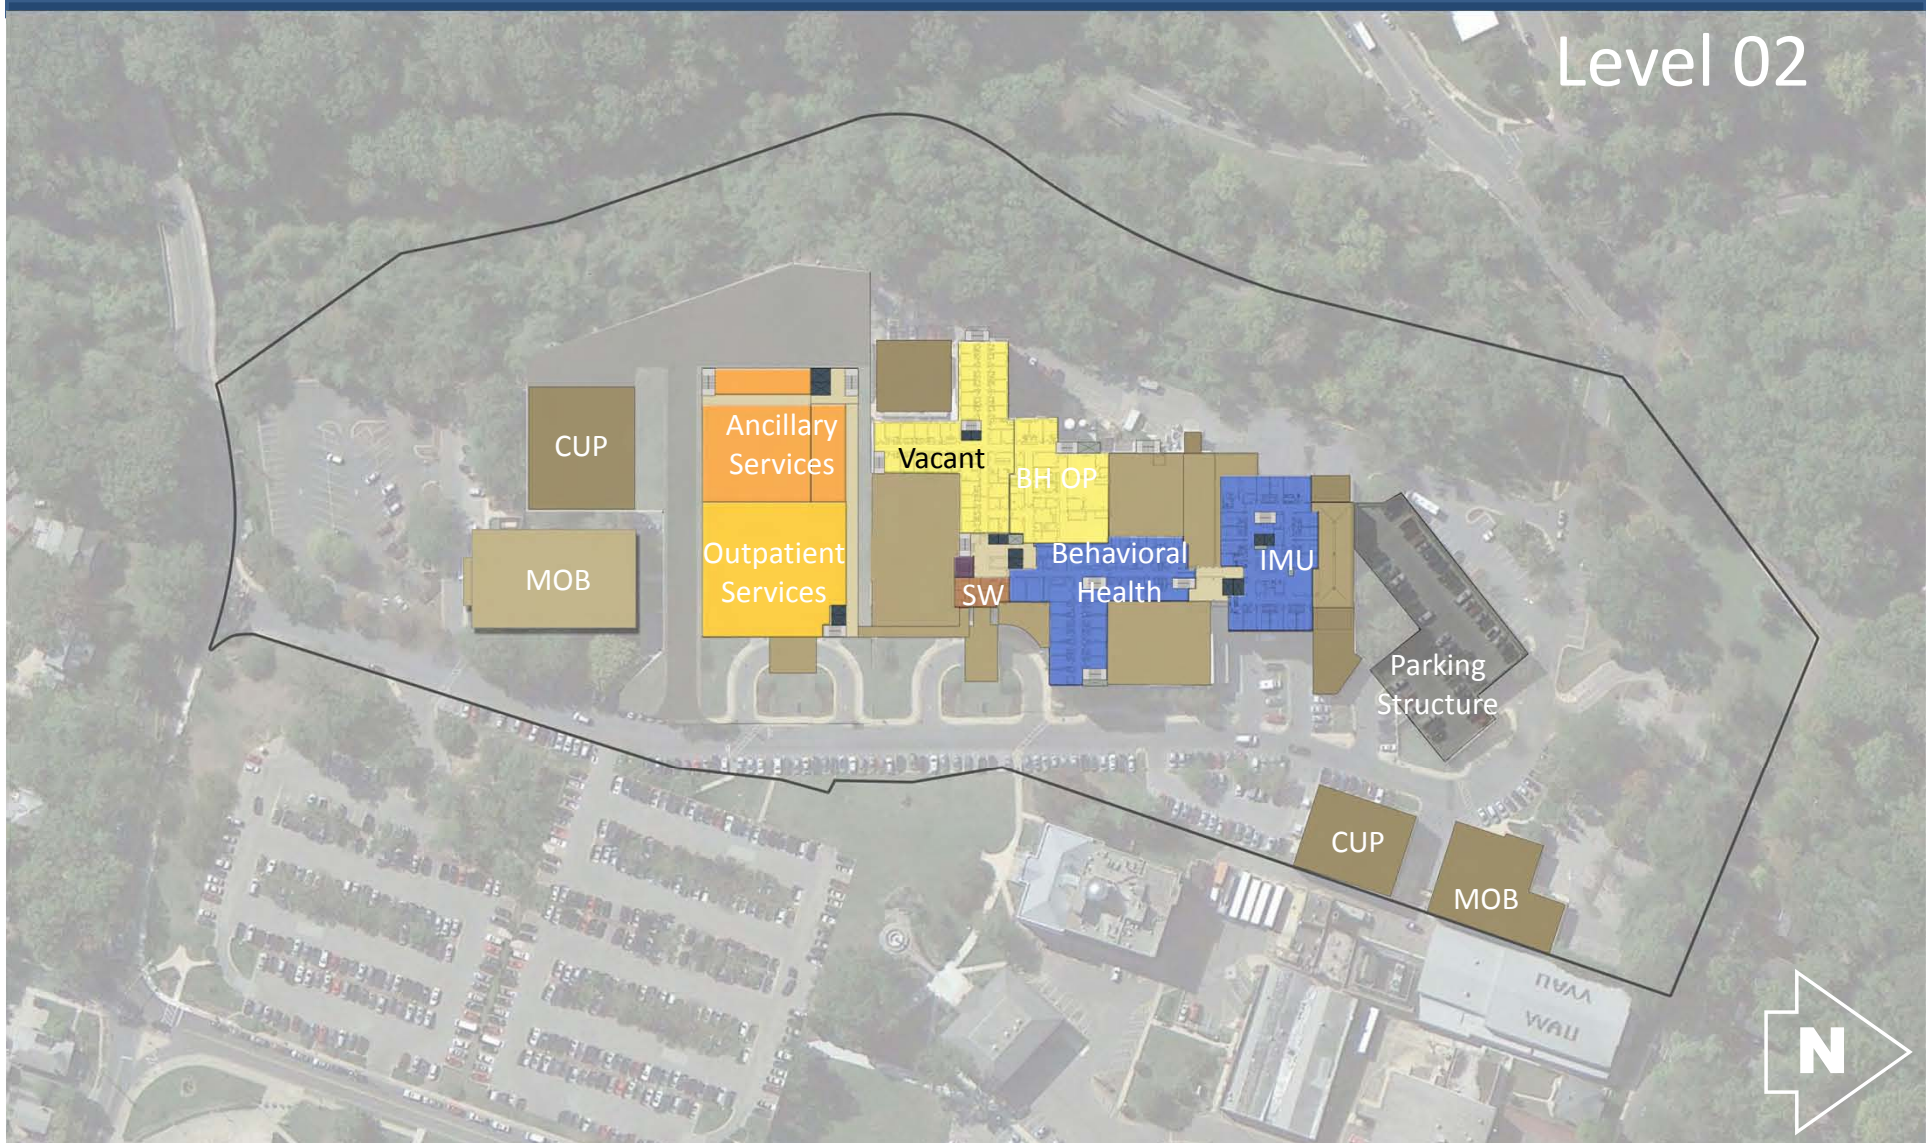 Level 02
Ancillary
Services
CUP
Vacant
BH OP
Outpatient
Services
MOB
SW
Behavioral
Health
IMU
Parking
Structure
CUP
MOB
N